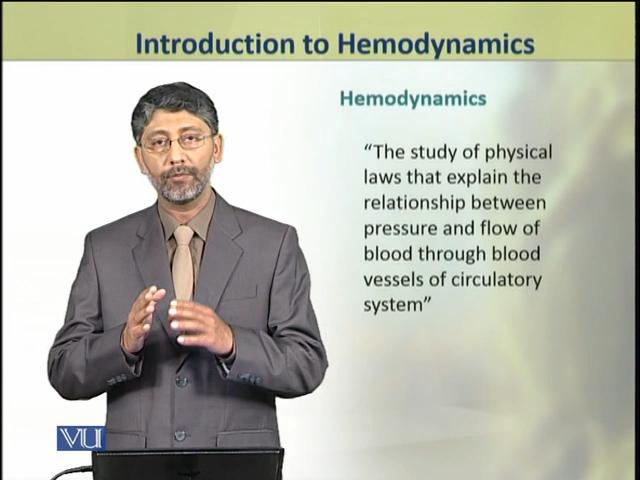 Introduction to Hemodynamics
Hemodynamics
“The study of physical
laws that explain the
relationship between
pressure and flow of
blood through blood
vessels of circulatory
system”
VU